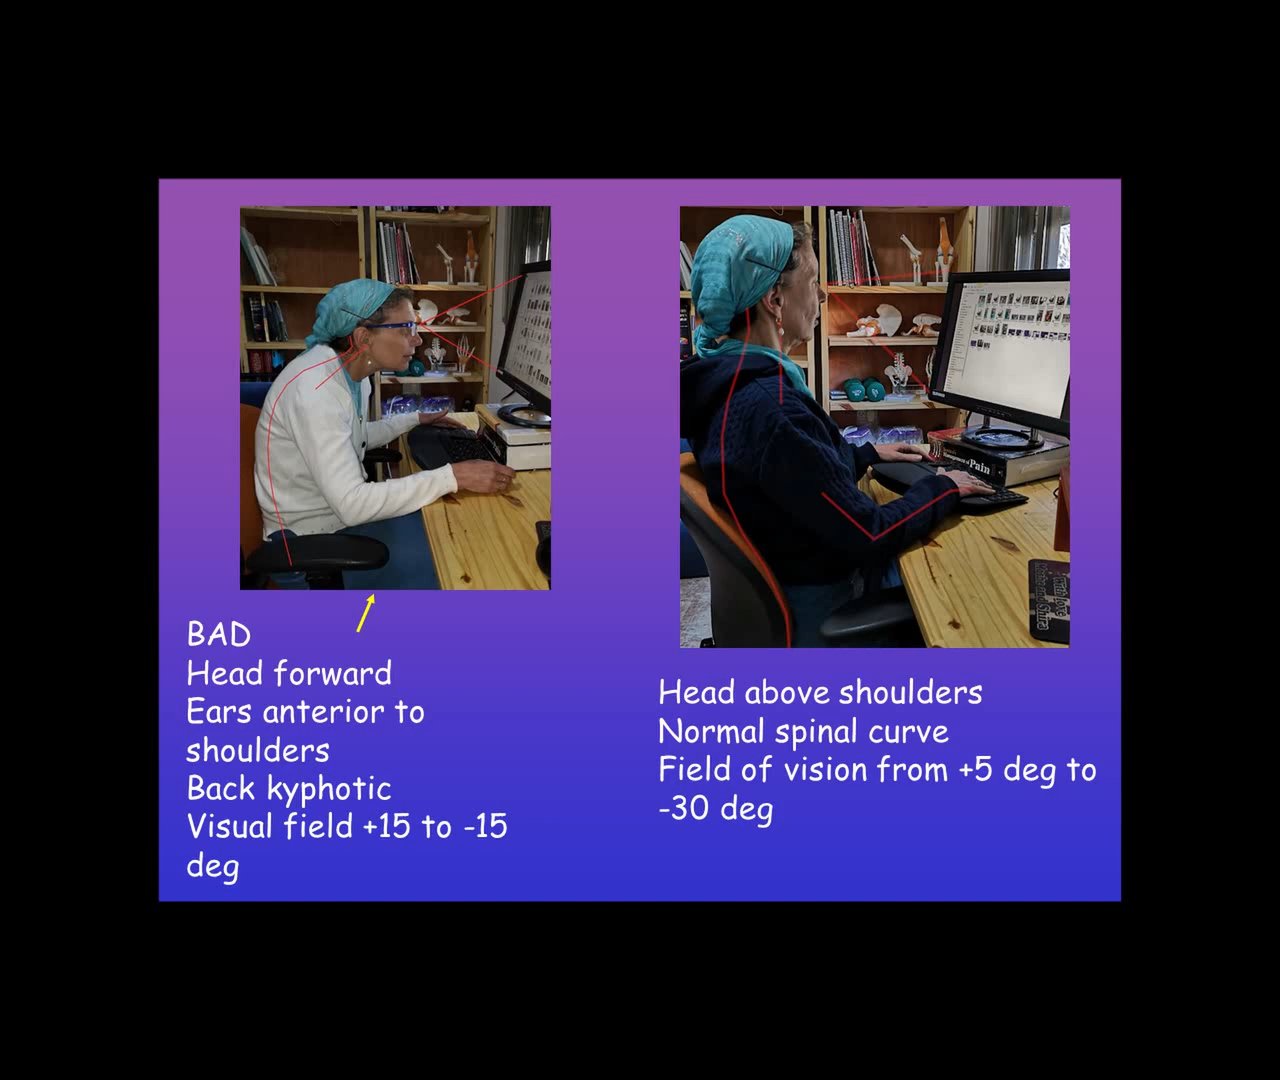 BAD
Head forward
Ears anterior to
shoulders
Back kyphotic
Visual field +15 to -15
deg
Pain
Head above shoulders
Normal spinal curve
Field of vision from +5 deg to
-30 deg